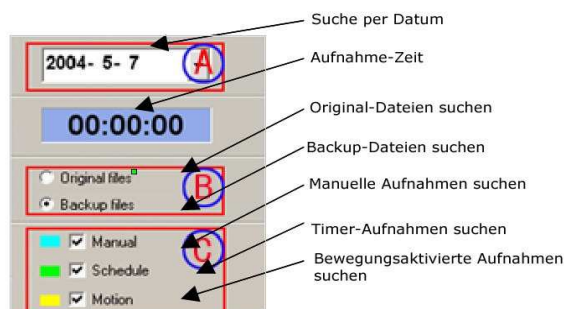 Suche per Datum
2004- 5- 7
A
Aufnahme-Zeit
00:00:00
Original-Dateien suchen
Original files
B
Backup-Dateien suchen
Backup files
Manuelle Aufnahmen suchen
Manual
C
Timer-Aufnahmen suchen
Schedule
Bewegungsaktivierte Aufnahmen
suchen
Motion